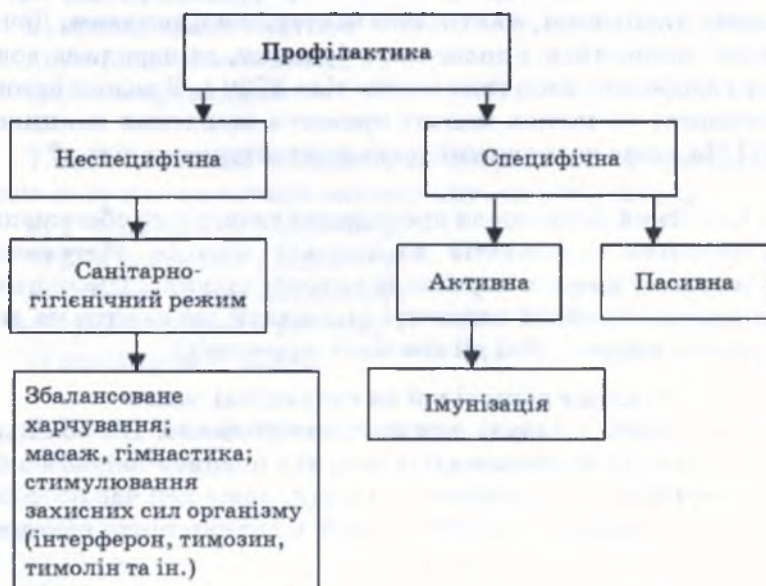 Профілактика
Неспецифічна
Специфічна
Санітарно-
гігієнічний режим
Активна
Пасивна
Збалансоване
харчування;
масаж, гімнастика;
стимулювання
захисних сил організму
(інтерферон, тимозин,
тимолін та ін.)
Імунізація